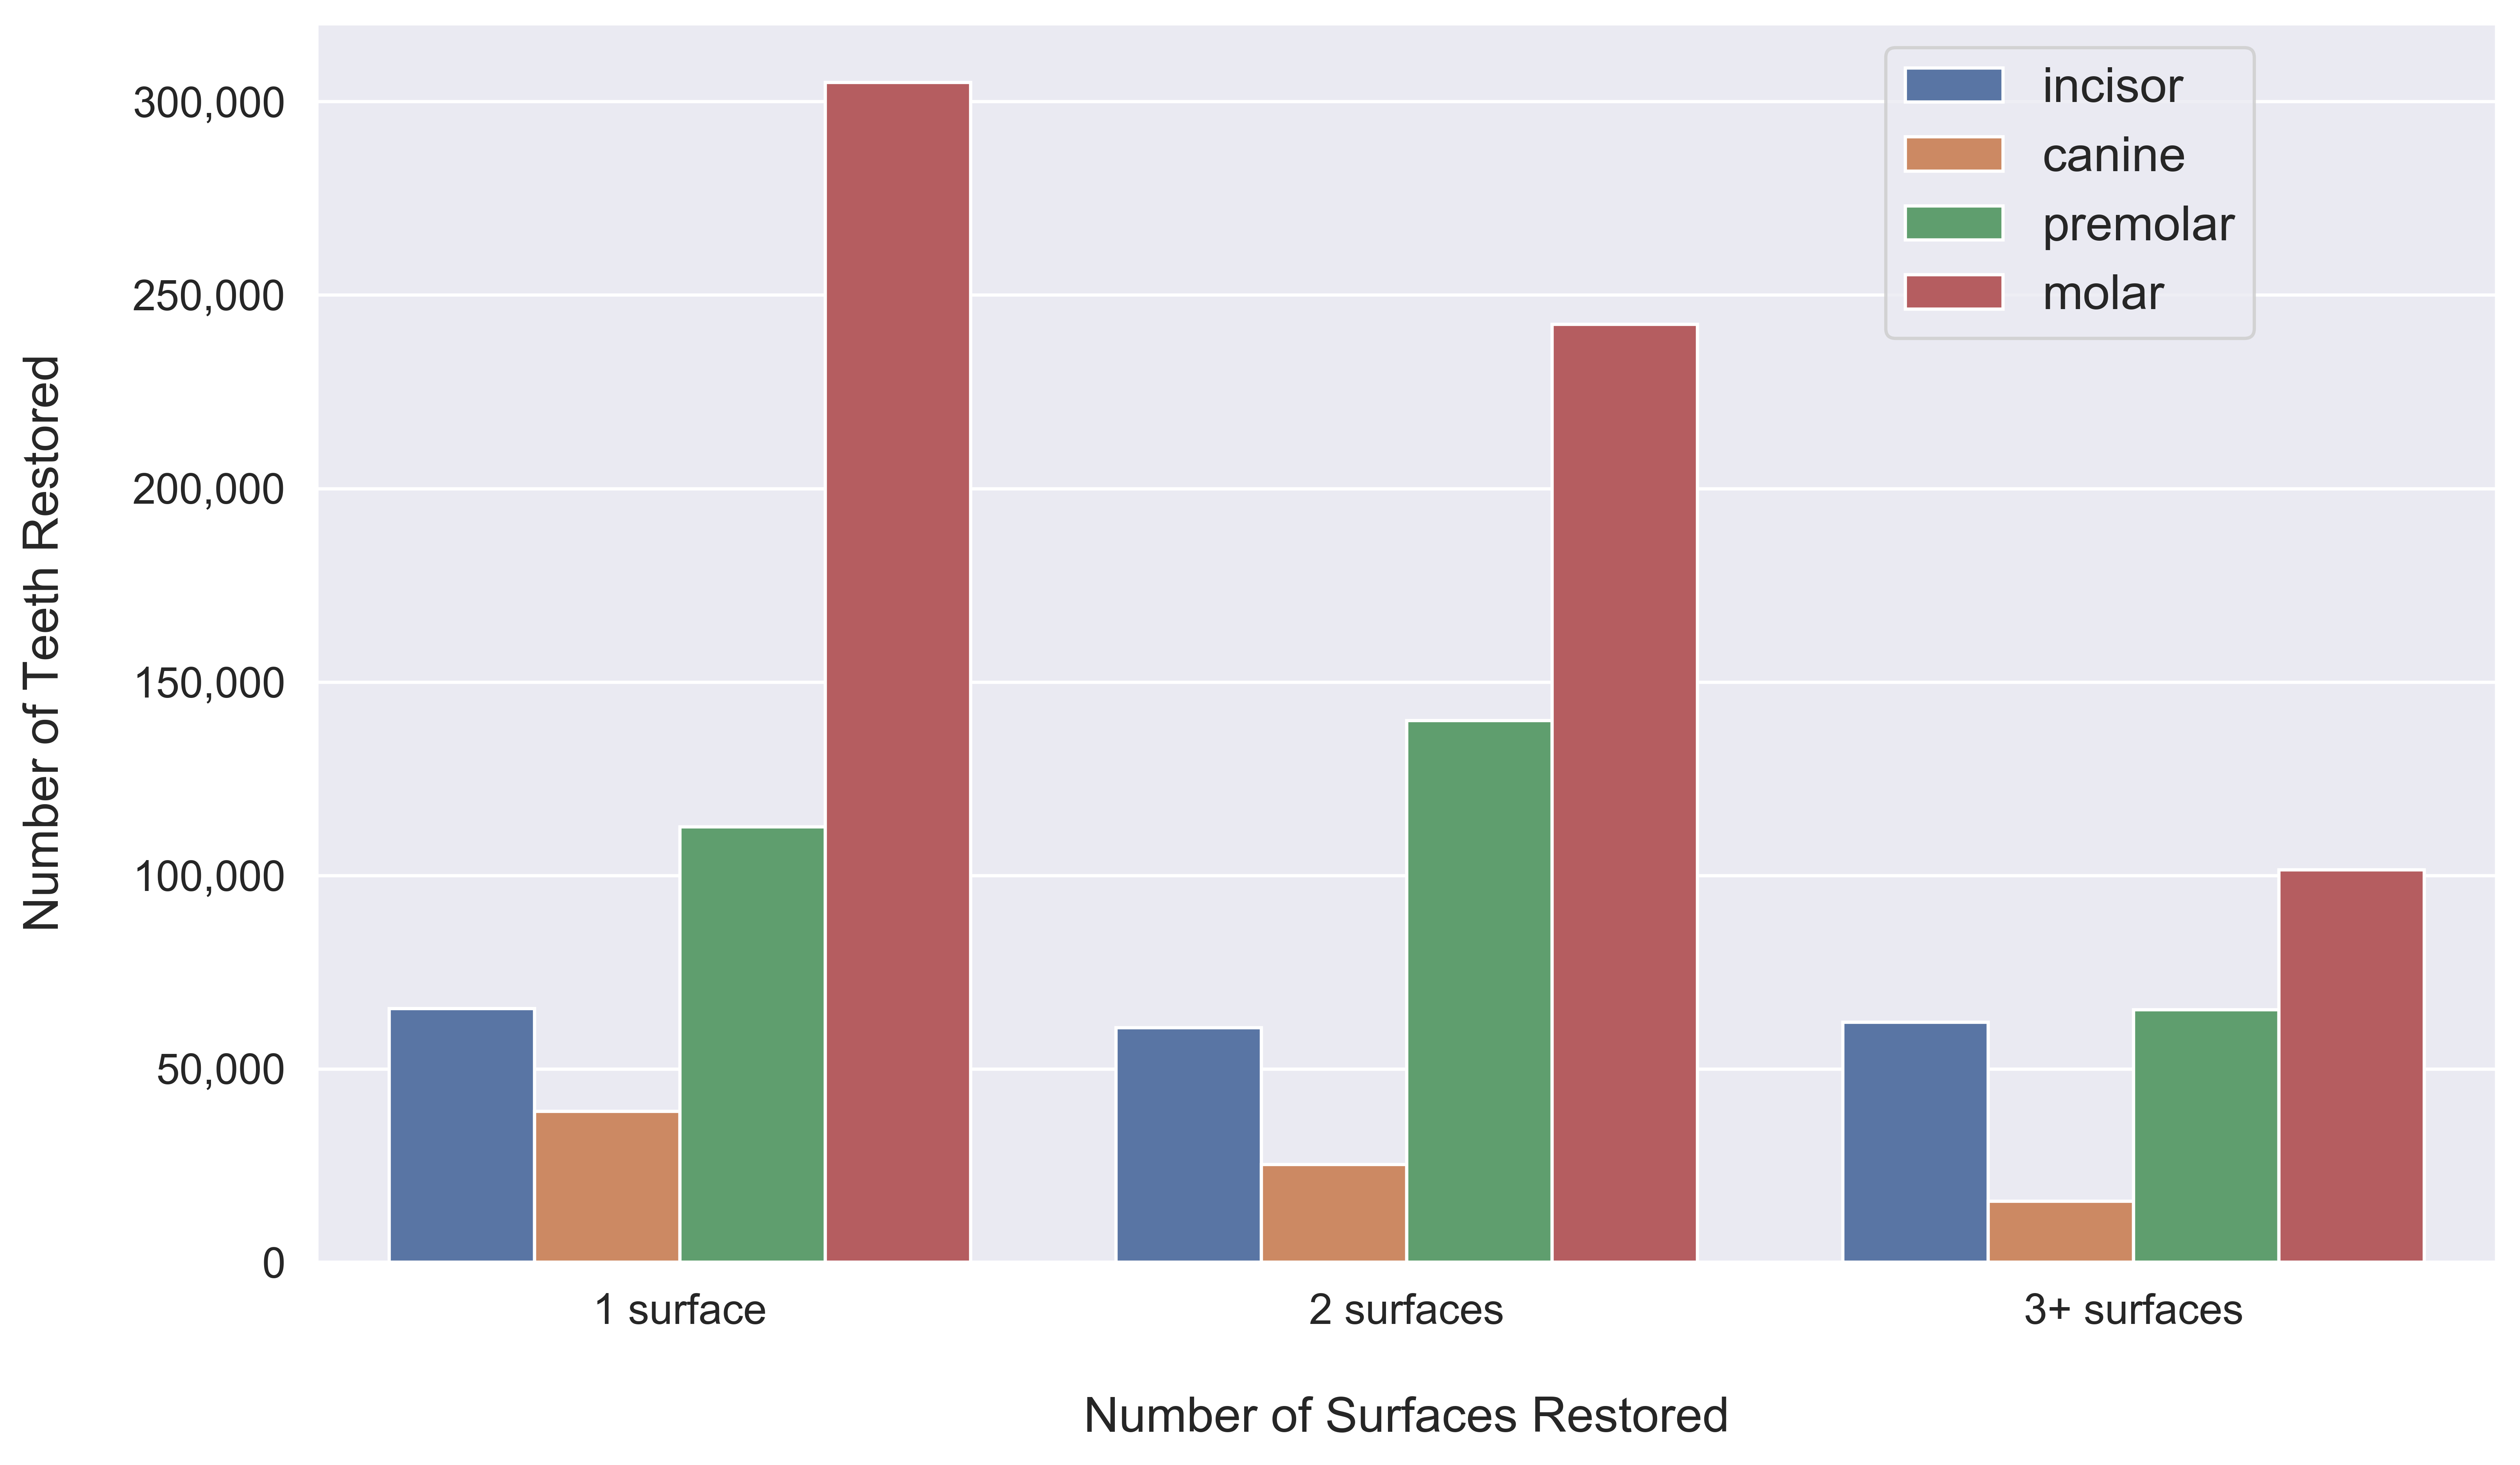 Number of Teeth Restored
300,000
250,000
200,000
150,000
100,000
50,000
0
incisor
canine
premolar
molar
1 surface
2 surfaces
3+ surfaces
Number of Surfaces Restored